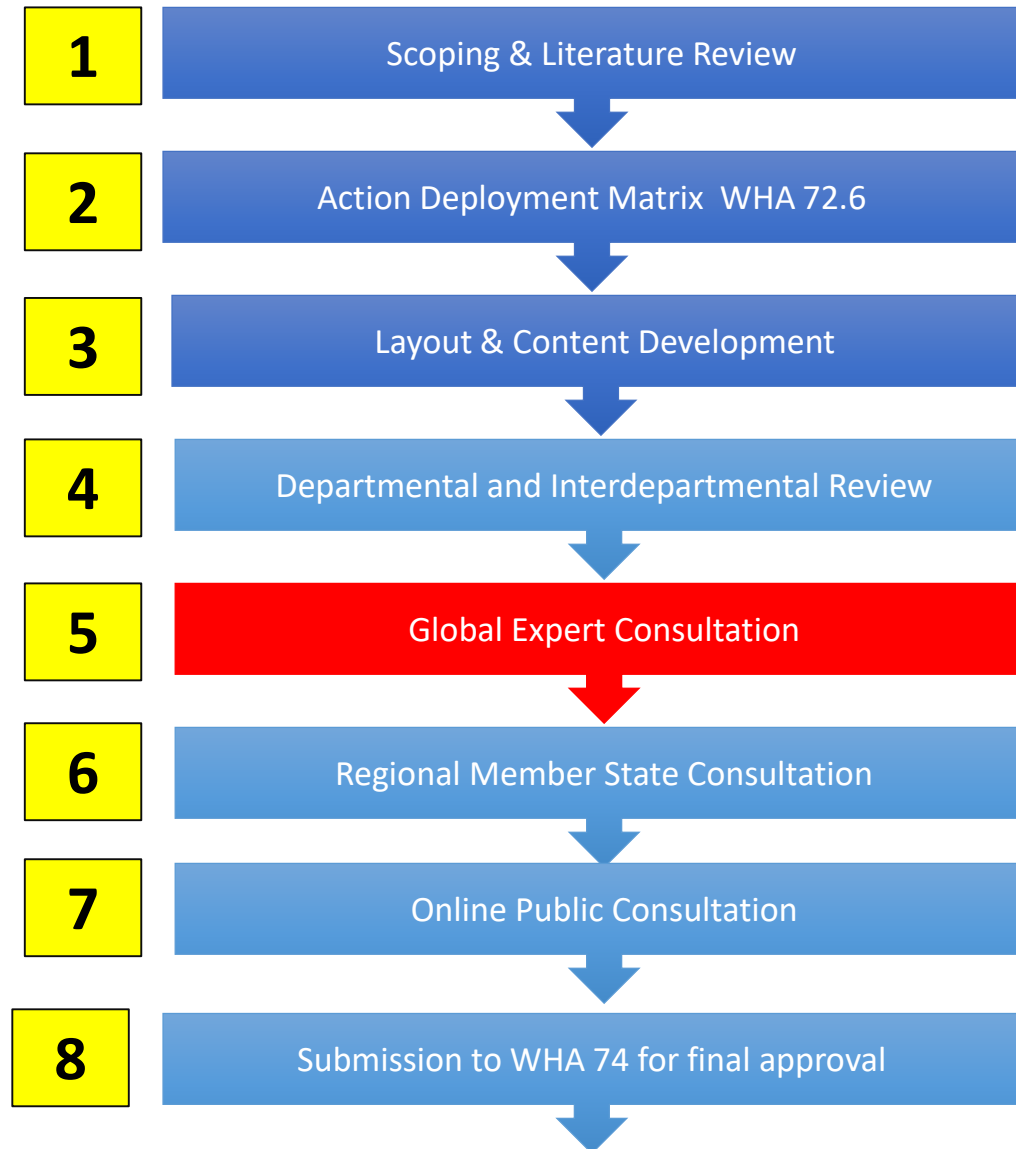 1
Scoping & Literature Review
2
Action Deployment Matrix  WHA 72.6
3
Layout & Content Development
4
Departmental and Interdepartmental Review
5
Global Expert Consultation
6
Regional Member State Consultation
7
Online Public Consultation
8
Submission to WHA 74 for final approval